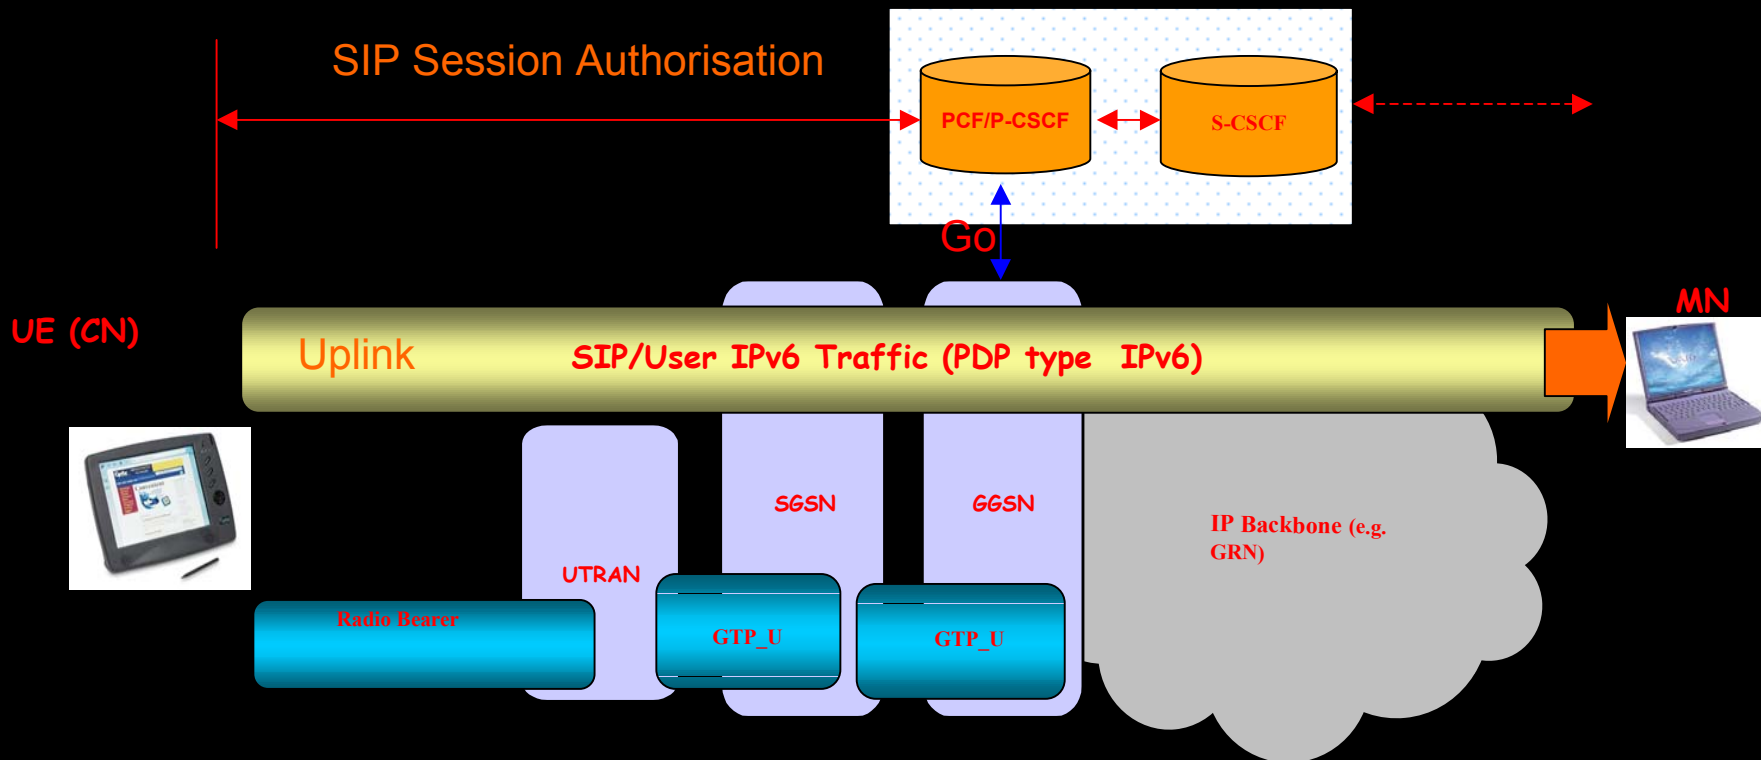 SIP Session Authorisation
PCF/P-CSCF
S-CSCF
Go
UE (CN)
MN
Uplink
SIP/User IPv6 Traffic (PDP type IPv6)
SGSN
GGSN
IP Backbone (e.g.
GRN)
UTRAN
Radio Bearer
GTP_U
GTP_U